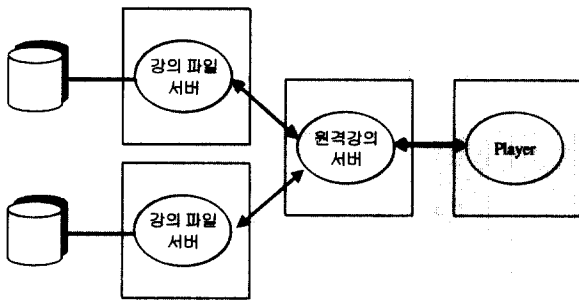 강의 파일
서버
원격강의
서버
Player
강의 파일
서버